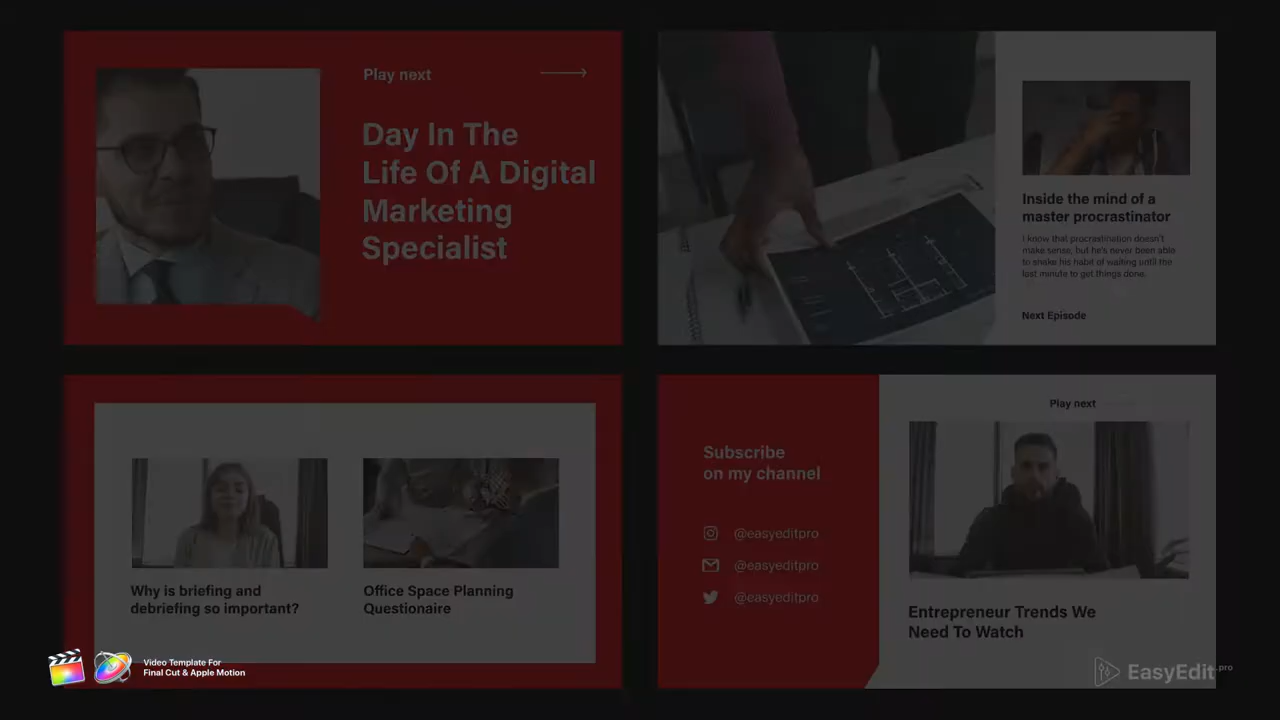 Play next
Day In The
Life Of A Digital
Marketing
Specialist
Inside the mind of a
master procrastinator
I know that procrastination doesn't
make sense, but he's never been able
to shake his habit of waiting until the
last minute to get things done.
Next Episode
Why is briefing and
debriefing so important?
Office Space Planning
Questionaire
Subscribe
on my channel
@easyeditpro
@easyeditpro
@easyeditpro
Play next
Entrepreneur Trends We
Need To Watch
Video Template For
Final Cut & Apple Motion
EasyEdit.pro